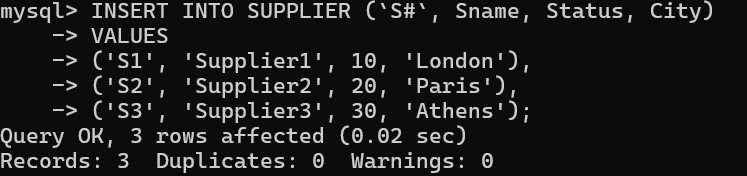 mysql> INSERT INTO SUPPLIER (`S#`, Sname, Status, City)
    -> VALUES
    -> ('S1', 'Supplier1', 10, 'London'),
    -> ('S2', 'Supplier2', 20, 'Paris'),
    -> ('S3', 'Supplier3', 30, 'Athens');
Query OK, 3 rows affected (0.02 sec)
Records: 3  Duplicates: 0  Warnings: 0